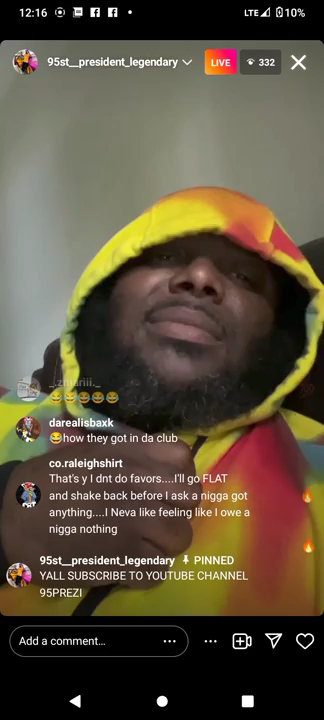 12:16 LTE 10%
95st__president_legendary LIVE 332
_.zmariii._
😂😂😂😂😂
darealisbaxk
😂how they got in da club
co.raleighshirt
That's y I dnt do favors....I'll go FLAT
and shake back before I ask a nigga got
anything....I Neva like feeling like I owe a
nigga nothing
95st__president_legendary PINNED
YALL SUBSCRIBE TO YOUTUBE CHANNEL
95PREZI
Add a comment…